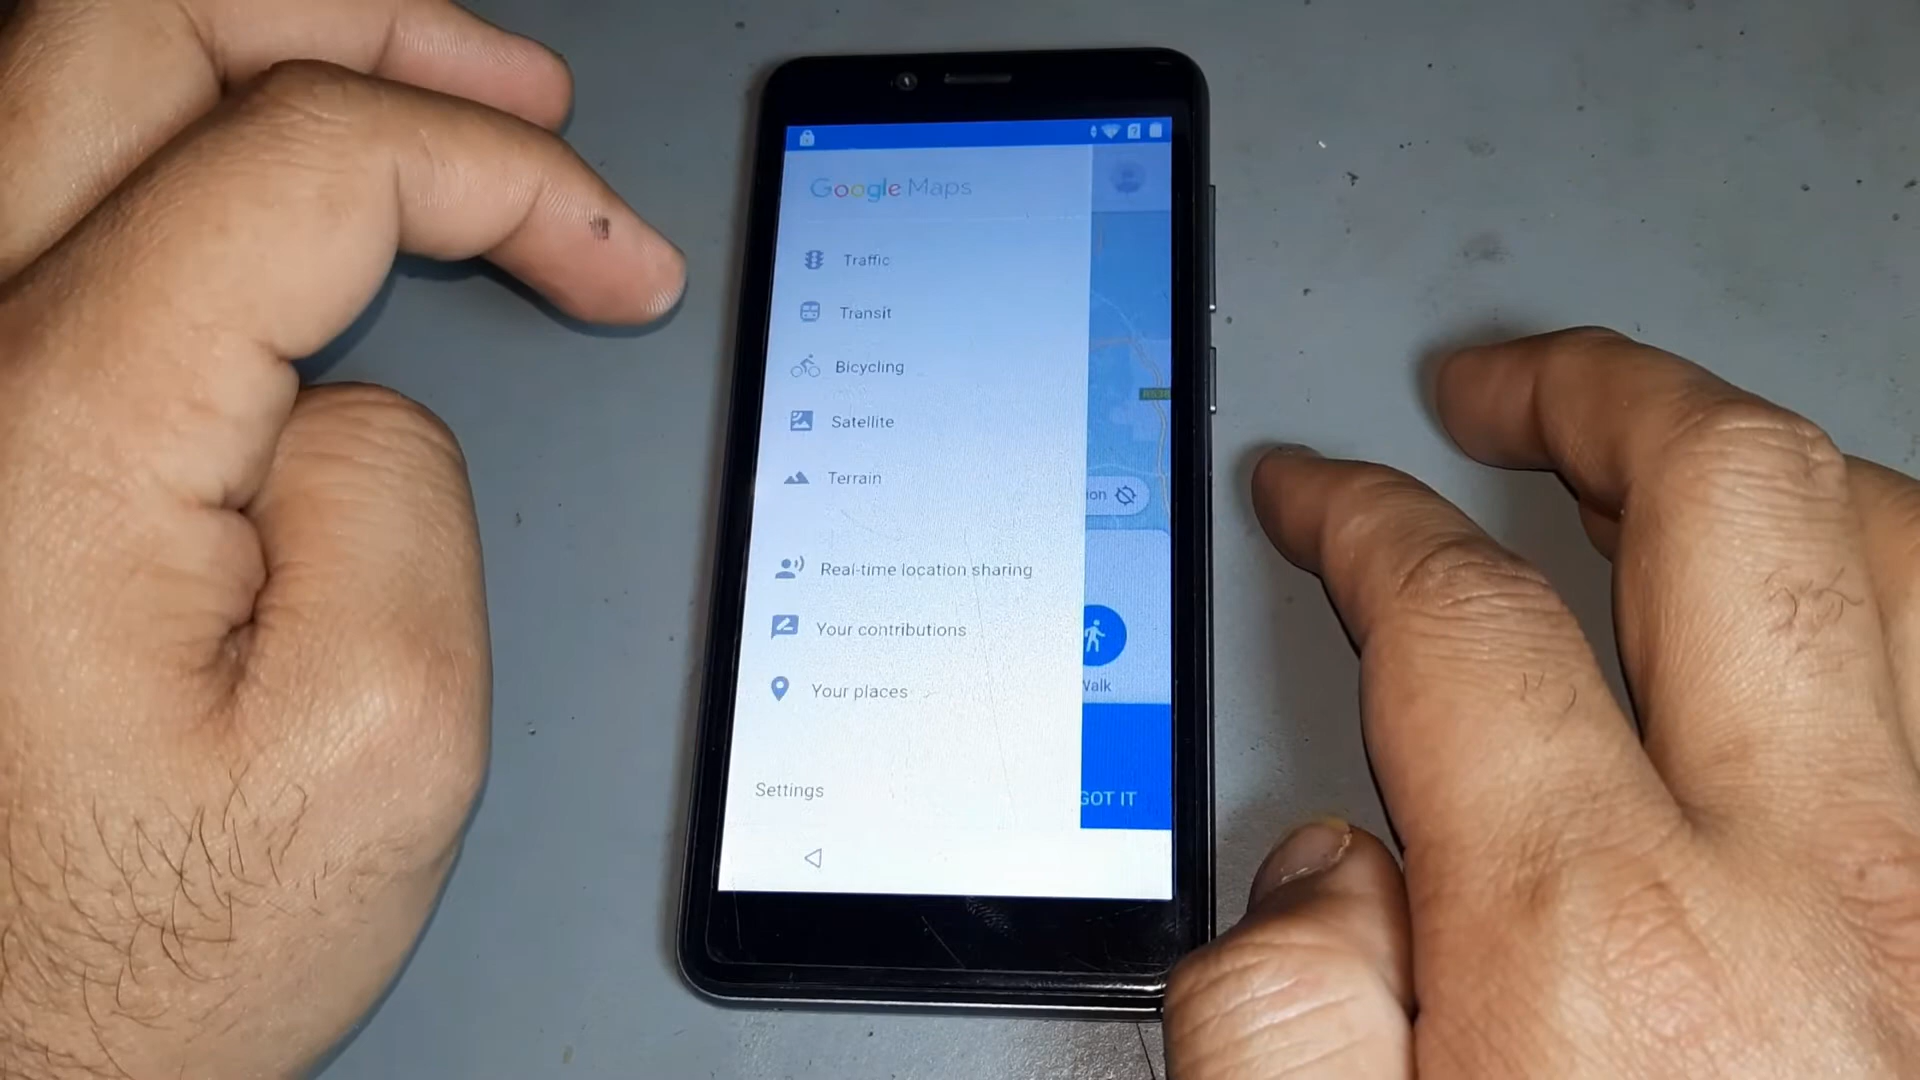 Google Maps
Traffic
Transit
Bicycling
Satellite
Terrain
ion
Real-time location sharing
Your contributions
Your places
Walk
Settings
GOT IT